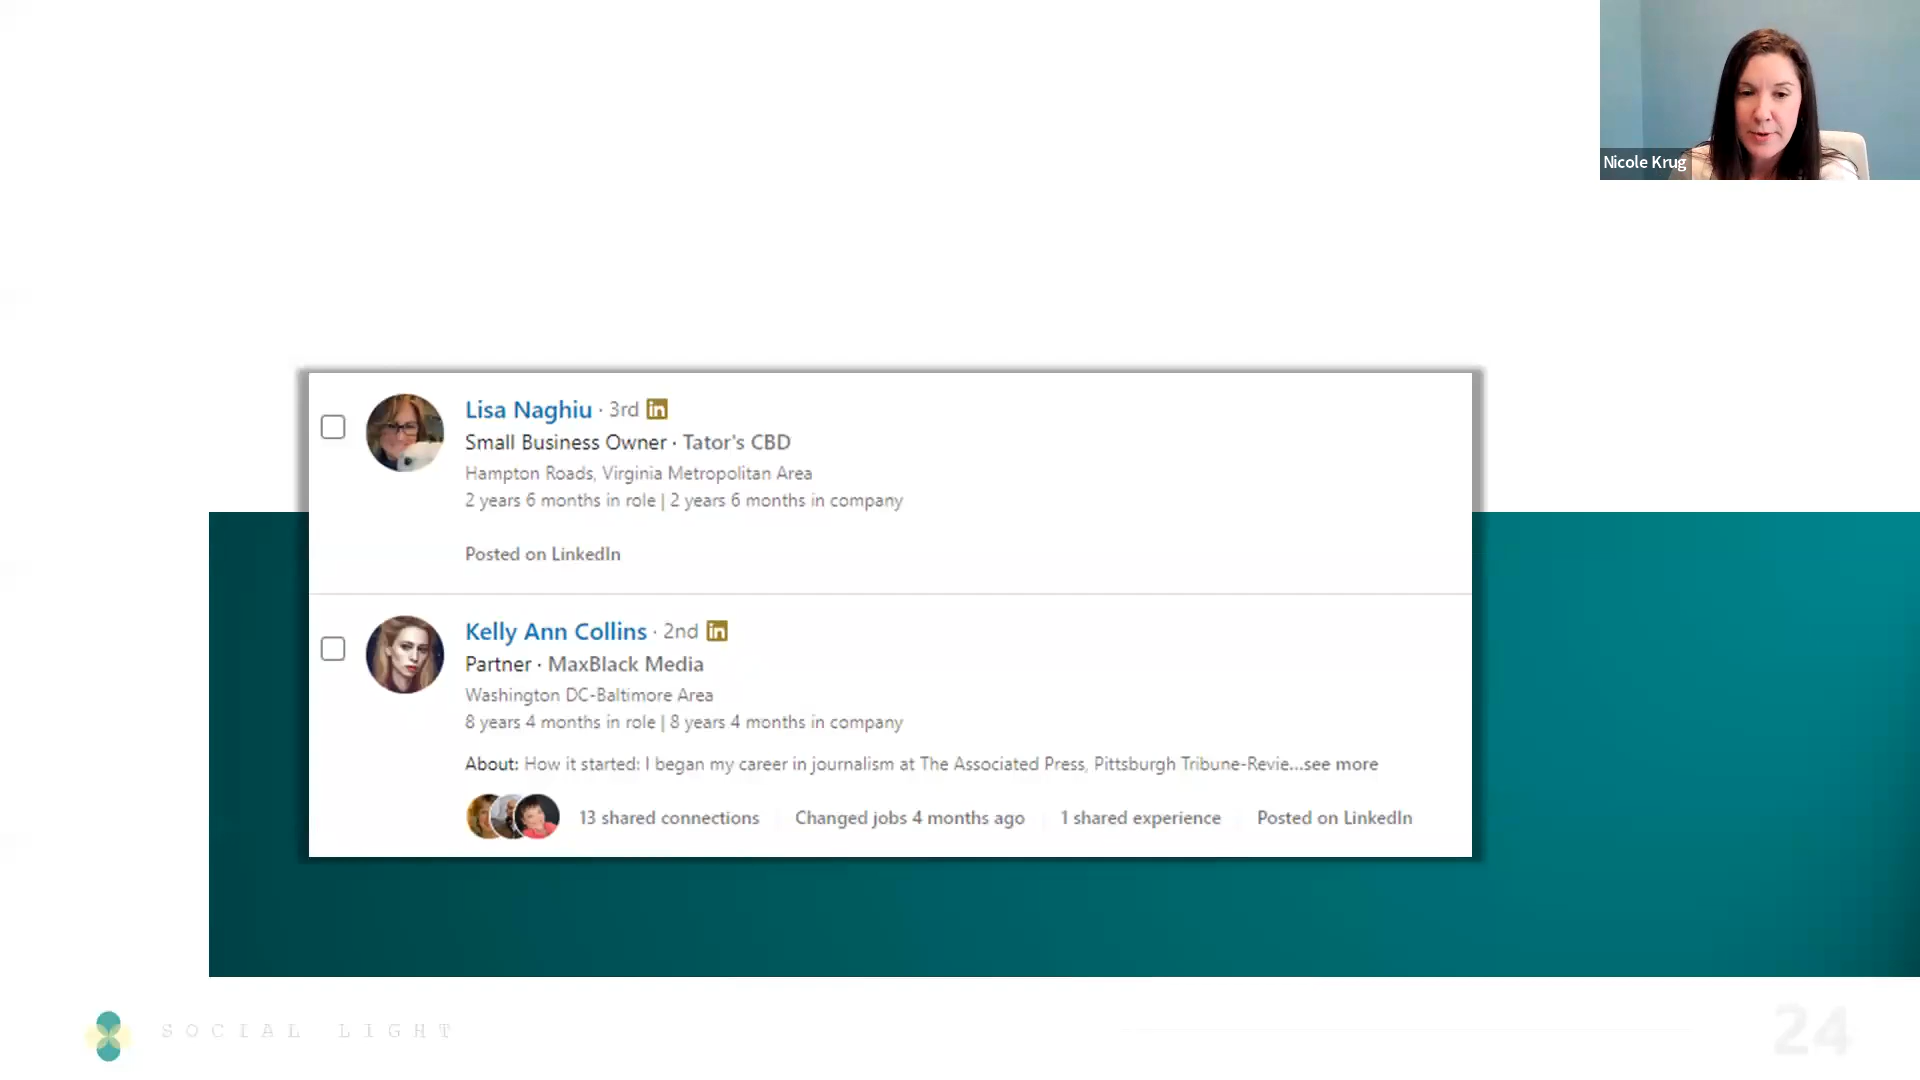 Nicole Krug
Lisa Naghiu · 3rd in
Small Business Owner · Tator's CBD
Hampton Roads, Virginia Metropolitan Area
2 years 6 months in role | 2 years 6 months in company
Posted on LinkedIn
Kelly Ann Collins · 2nd in
Partner · MaxBlack Media
Washington DC-Baltimore Area
8 years 4 months in role | 8 years 4 months in company
About: How it started: I began my career in journalism at The Associated Press, Pittsburgh Tribune-Revie...see more
13 shared connections Changed jobs 4 months ago 1 shared experience Posted on LinkedIn
SOCIAL LIGHT
24